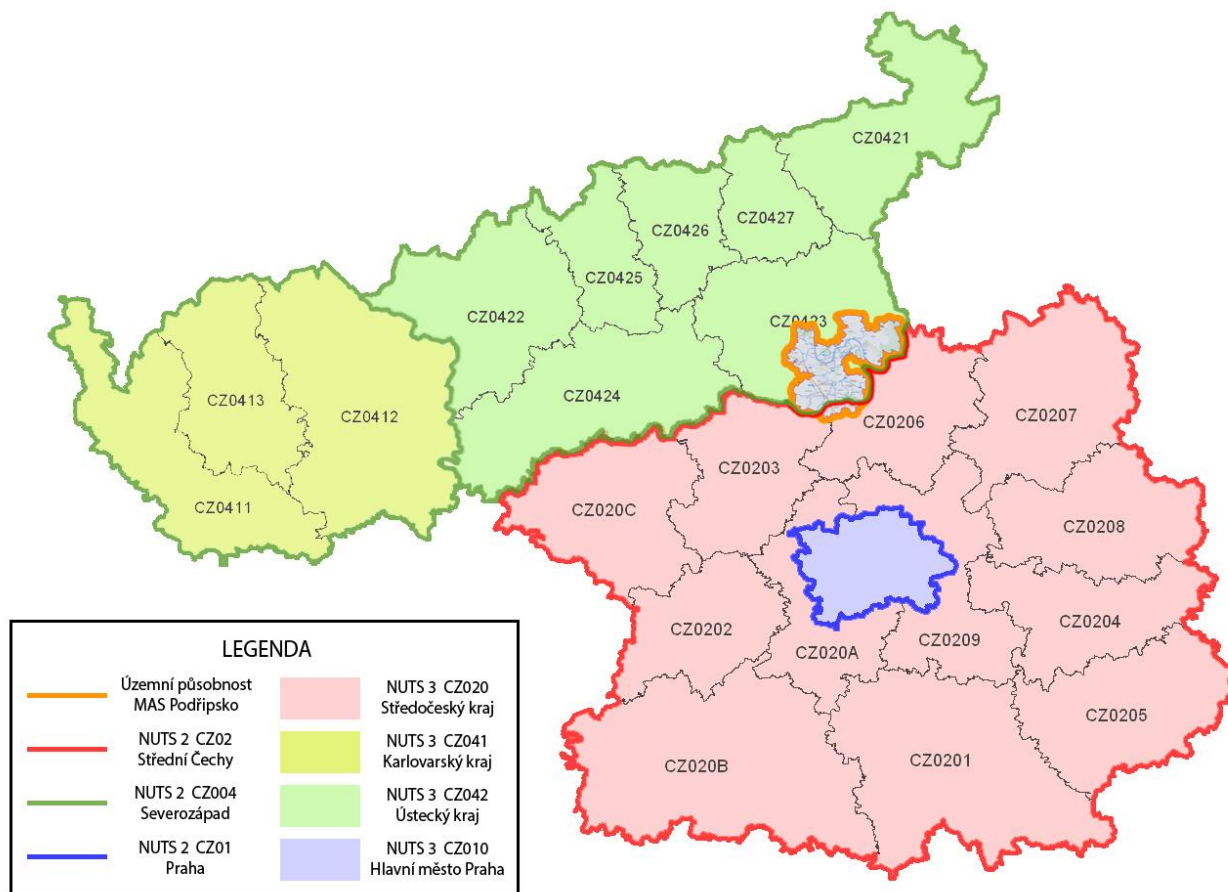 CZ0421
CZ0427
CZ0426
CZ0425
CZ0422
CZ0423
CZ0424
CZ0413
CZ0412
CZ0411
CZ0206
CZ0207
CZ0203
CZ020C
CZ0208
CZ0202
CZ020A
CZ0209
CZ0204
CZ0205
CZ020B
CZ0201
LEGENDA
Územní působnost
MAS Podřipsko
NUTS 2 CZ02
Střední Čechy
NUTS 2 CZ004
Severozápad
NUTS 2 CZ01
Praha
NUTS 3 CZ020
Středočeský kraj
NUTS 3 CZ041
Karlovarský kraj
NUTS 3 CZ042
Ústecký kraj
NUTS 3 CZ010
Hlavní město Praha